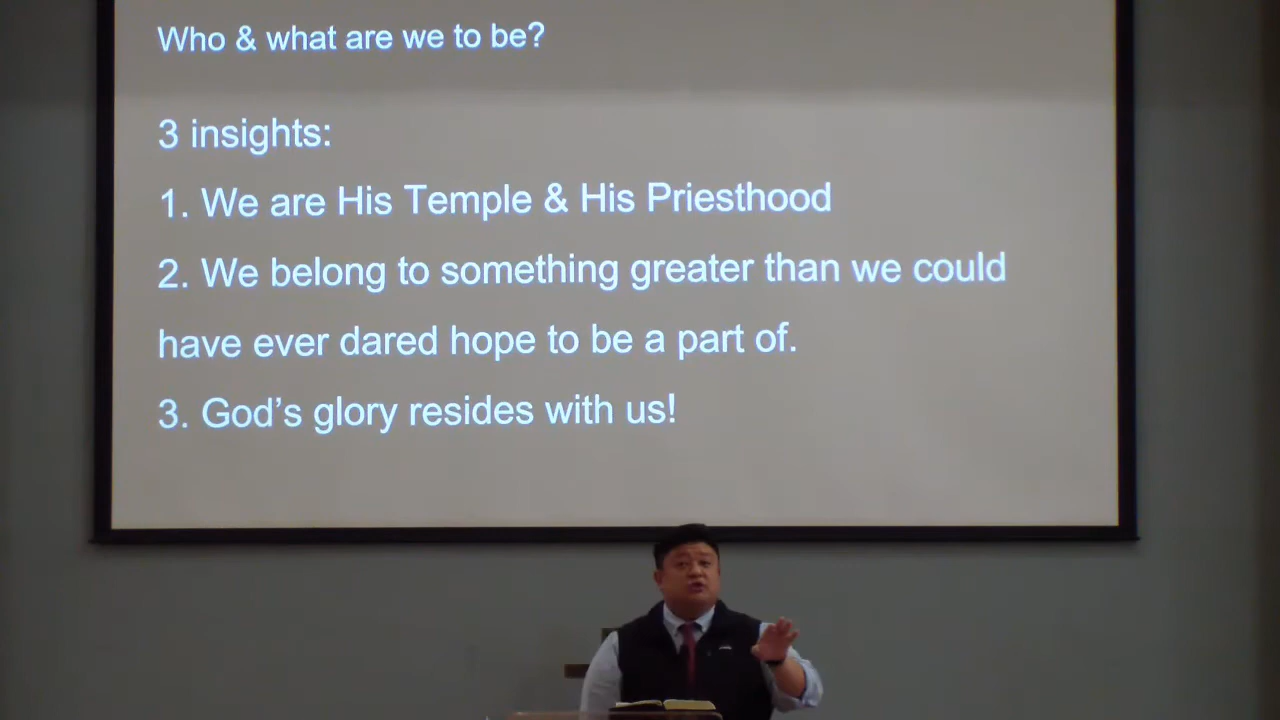 Who & what are we to be?
3 insights:
1. We are His Temple & His Priesthood
2. We belong to something greater than we could
have ever dared hope to be a part of.
3. God’s glory resides with us!